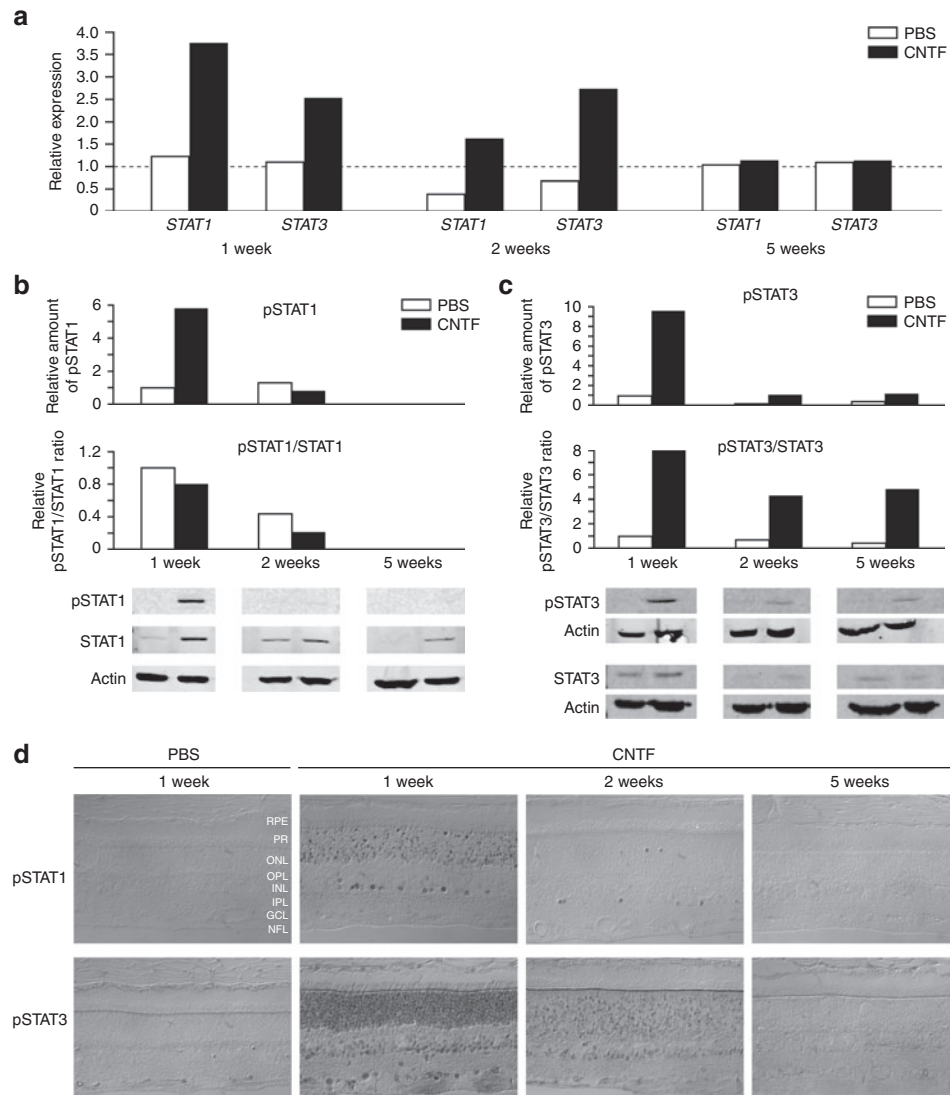 a
4.0
3.5
3.0
2.5
2.0
1.5
1.0
0.5
0
Relative expression
PBS
CNTF
STAT1 STAT3 STAT1 STAT3 STAT1 STAT3
1 week 2 weeks 5 weeks
b
pSTAT1
PBS
CNTF
6
4
2
0
Relative amount
of pSTAT1
pSTAT1/STAT1
1.2
0.8
0.4
0
Relative
pSTAT1/STAT1 ratio
1 week 2 weeks 5 weeks
pSTAT1
STAT1
Actin
c
pSTAT3
PBS
CNTF
10
8
6
4
2
0
Relative amount
of pSTAT3
pSTAT3/STAT3
8
6
4
2
0
Relative
pSTAT3/STAT3 ratio
1 week 2 weeks 5 weeks
pSTAT3
Actin
STAT3
Actin
d
PBS CNTF
1 week 1 week 2 weeks 5 weeks
pSTAT1
RPE
PR
ONL
OPL
INL
IPL
GCL
NFL
pSTAT3